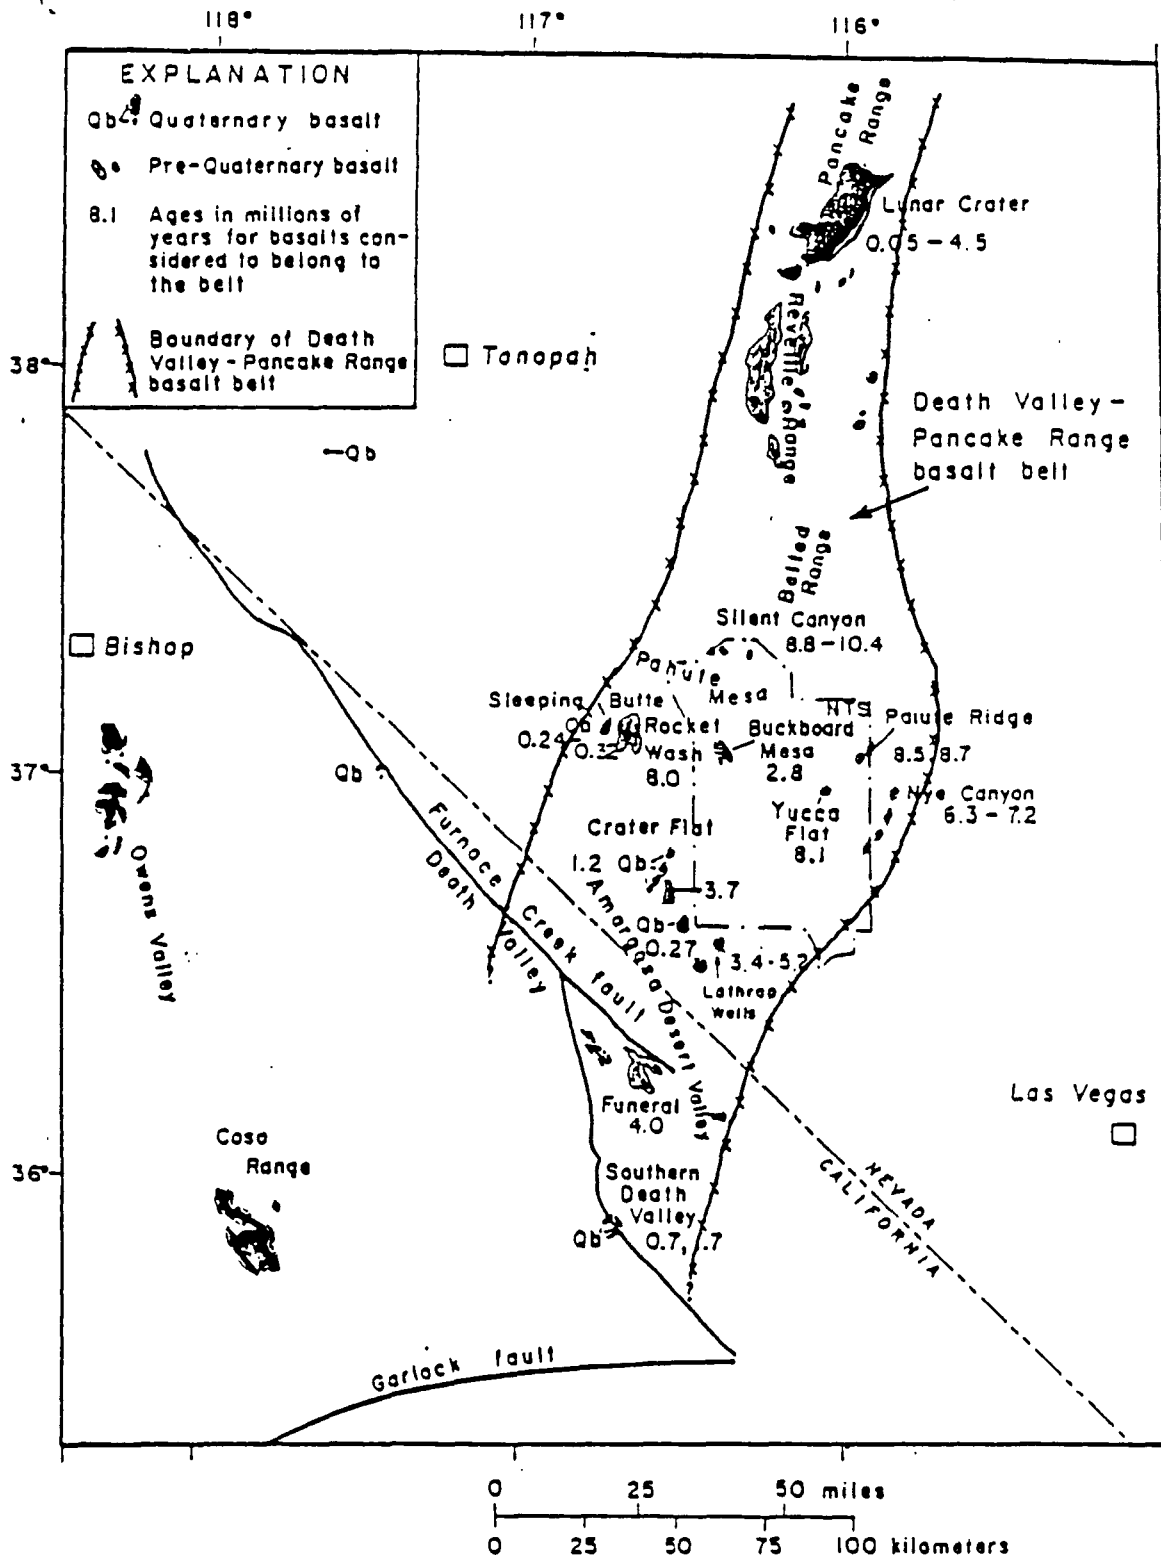 118°
117°
116°
EXPLANATION
Qb Quaternary basalt
Pre-Quaternary basalt
8.1 Ages in millions of
years for basalts con-
sidered to belong to
the belt
Boundary of Death
Valley-Pancake Range
basalt belt
38°
37°
36°
Pancake
Range
Lunar Crater
0.05-4.5
Tonopah
Reveille Range
Death Valley-
Pancake Range
basalt belt
Qb
Belted
Range
Silent Canyon
8.8-10.4
Bishop
Pahute
Mesa
NTS
Sleeping Butte
Qb
0.24-
0.32
Rocket
Wash
8.0
Buckboard
Mesa
2.8
Paiute Ridge
8.5, 8.7
Qb
Nye Canyon
6.3-7.2
Yucca
Flat
8.1
Crater Flat
1.2 Qb
3.7
Furnace Creek fault
Death Valley
Owens Valley
Amargosa Desert Valley
Qb
0.27
3.4-5.2
Lathrop
Wells
Funeral
4.0
Las Vegas
Coso
Range
Southern
Death
Valley
0.7,
Qb
NEVADA
CALIFORNIA
?
Garlock fault
0 25 50 miles
0 25 50 75 100 kilometers